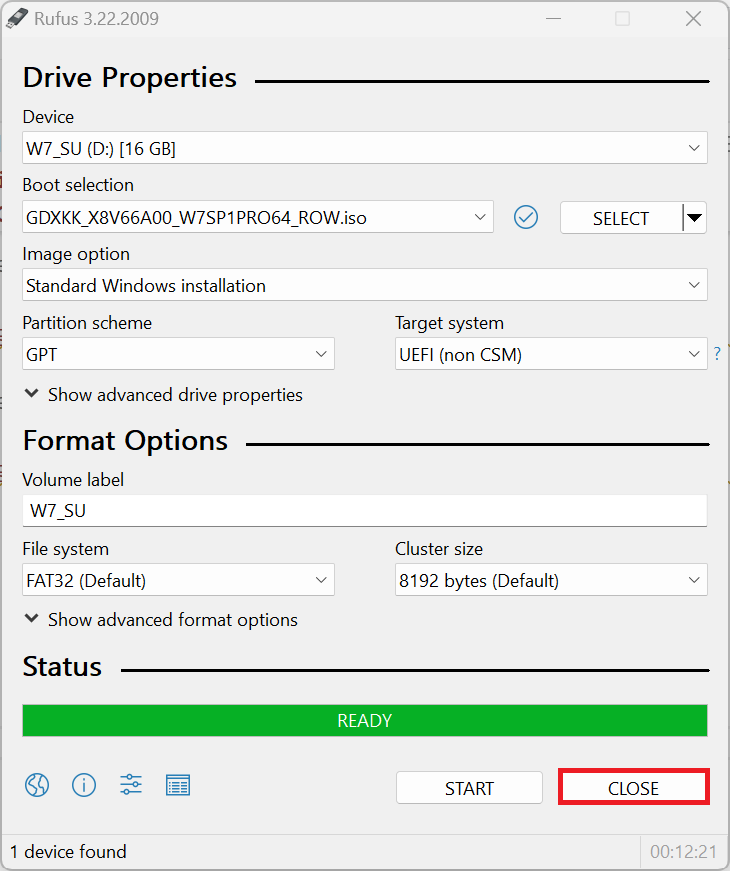 Rufus 3.22.2009
Drive Properties
Device
W7_SU (D:) [16 GB]
Boot selection
GDXKK_X8V66A00_W7SP1PRO64_ROW.iso
SELECT
Image option
Standard Windows installation
Partition scheme
Target system
GPT
UEFI (non CSM)
?
Show advanced drive properties
Format Options
Volume label
W7_SU
File system
Cluster size
FAT32 (Default)
8192 bytes (Default)
Show advanced format options
Status
READY
START
CLOSE
1 device found
00:12:21